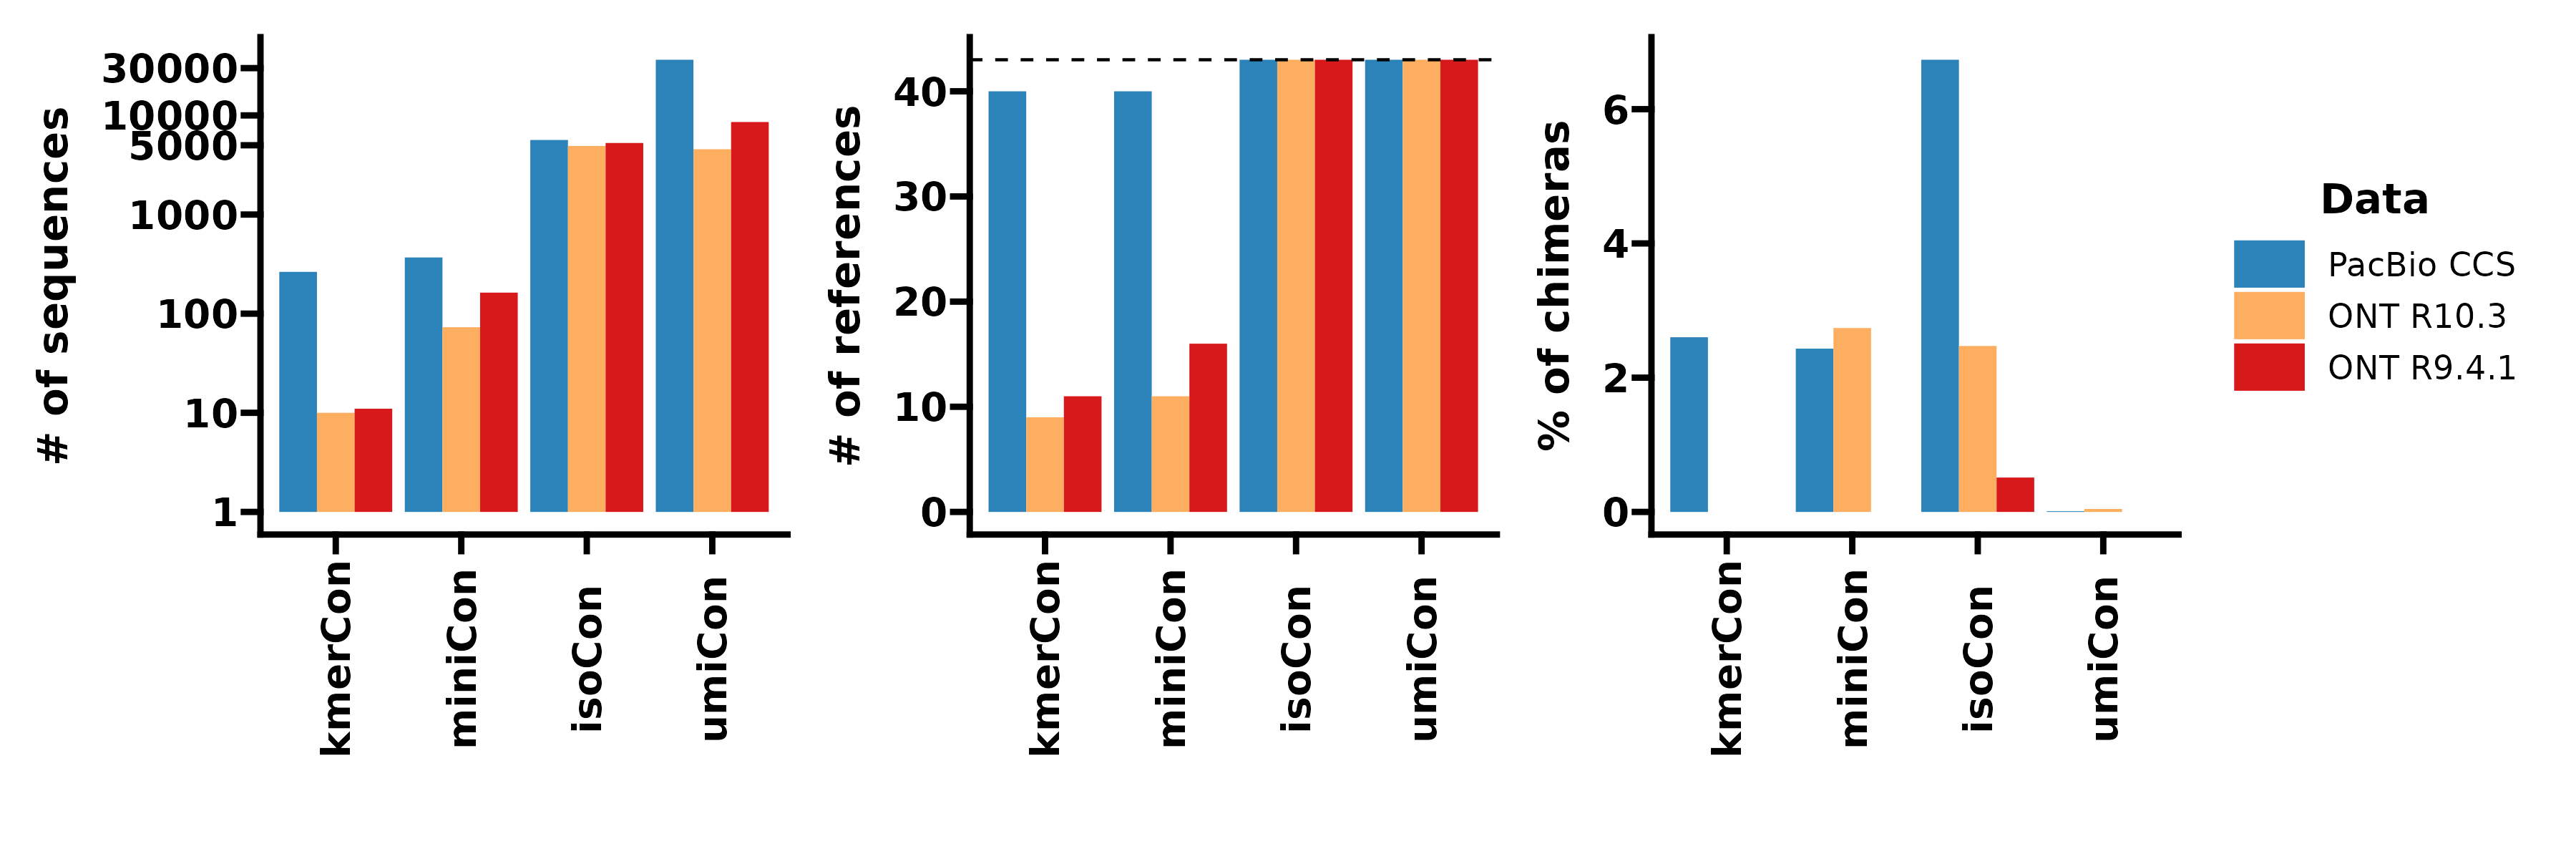 # of sequences
30000
10000
5000
1000
100
10
1
kmerCon
miniCon
isoCon
umiCon
# of references
40
30
20
10
0
kmerCon
miniCon
isoCon
umiCon
% of chimeras
6
4
2
0
kmerCon
miniCon
isoCon
umiCon
Data
PacBio CCS
ONT R10.3
ONT R9.4.1